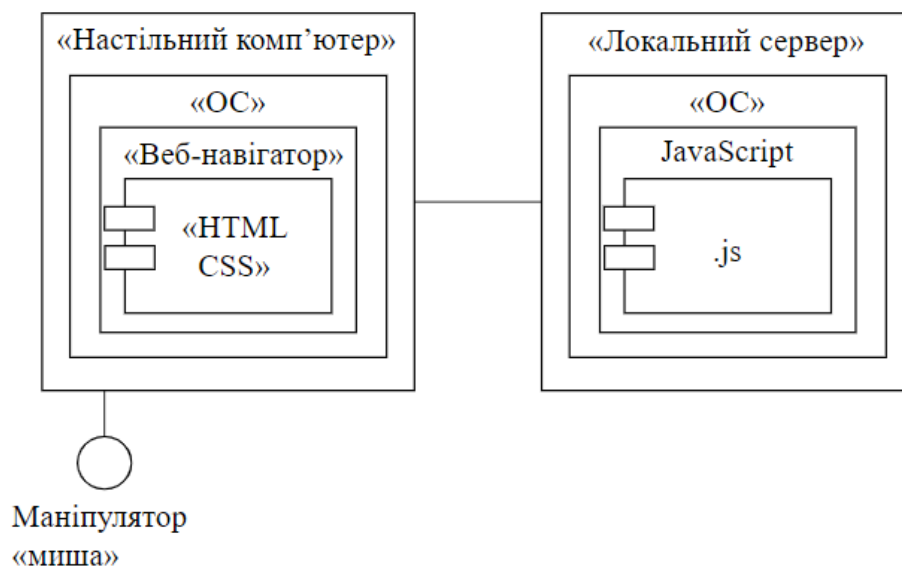 «Настільний комп’ютер»
«ОС»
«Веб-навігатор»
«HTML
CSS»
«Локальний сервер»
«ОС»
JavaScript
.js
Маніпулятор
«миша»